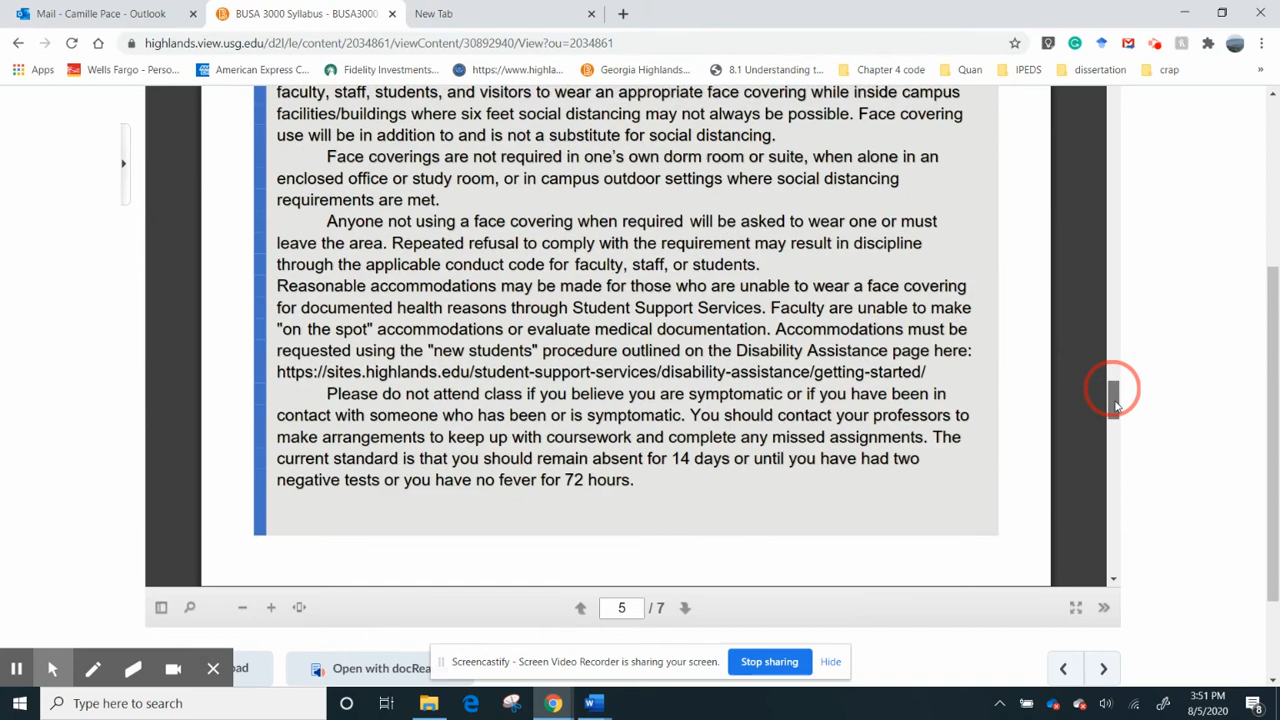 Mail - Camille Pace - Outlook
BUSA 3000 Syllabus - BUSA3000
New Tab
highlands.view.usg.edu/d2l/le/content/2034861/viewContent/30892940/View?ou=2034861
Apps
Wells Fargo - Perso...
American Express C...
Fidelity Investments...
https://www.highla...
Georgia Highlands...
8.1 Understanding t...
Chapter 4 code
Quan
IPEDS
dissertation
crap
faculty, staff, students, and visitors to wear an appropriate face covering while inside campus
facilities/buildings where six feet social distancing may not always be possible. Face covering
use will be in addition to and is not a substitute for social distancing.
Face coverings are not required in one's own dorm room or suite, when alone in an
enclosed office or study room, or in campus outdoor settings where social distancing
requirements are met.
Anyone not using a face covering when required will be asked to wear one or must
leave the area. Repeated refusal to comply with the requirement may result in discipline
through the applicable conduct code for faculty, staff, or students.
Reasonable accommodations may be made for those who are unable to wear a face covering
for documented health reasons through Student Support Services. Faculty are unable to make
"on the spot" accommodations or evaluate medical documentation. Accommodations must be
requested using the "new students" procedure outlined on the Disability Assistance page here:
https://sites.highlands.edu/student-support-services/disability-assistance/getting-started/
Please do not attend class if you believe you are symptomatic or if you have been in
contact with someone who has been or is symptomatic. You should contact your professors to
make arrangements to keep up with coursework and complete any missed assignments. The
current standard is that you should remain absent for 14 days or until you have had two
negative tests or you have no fever for 72 hours.
5 / 7
Screencastify - Screen Video Recorder is sharing your screen.
Stop sharing
Hide
oad
Open with docRea
Type here to search
3:51 PM
8/5/2020
8